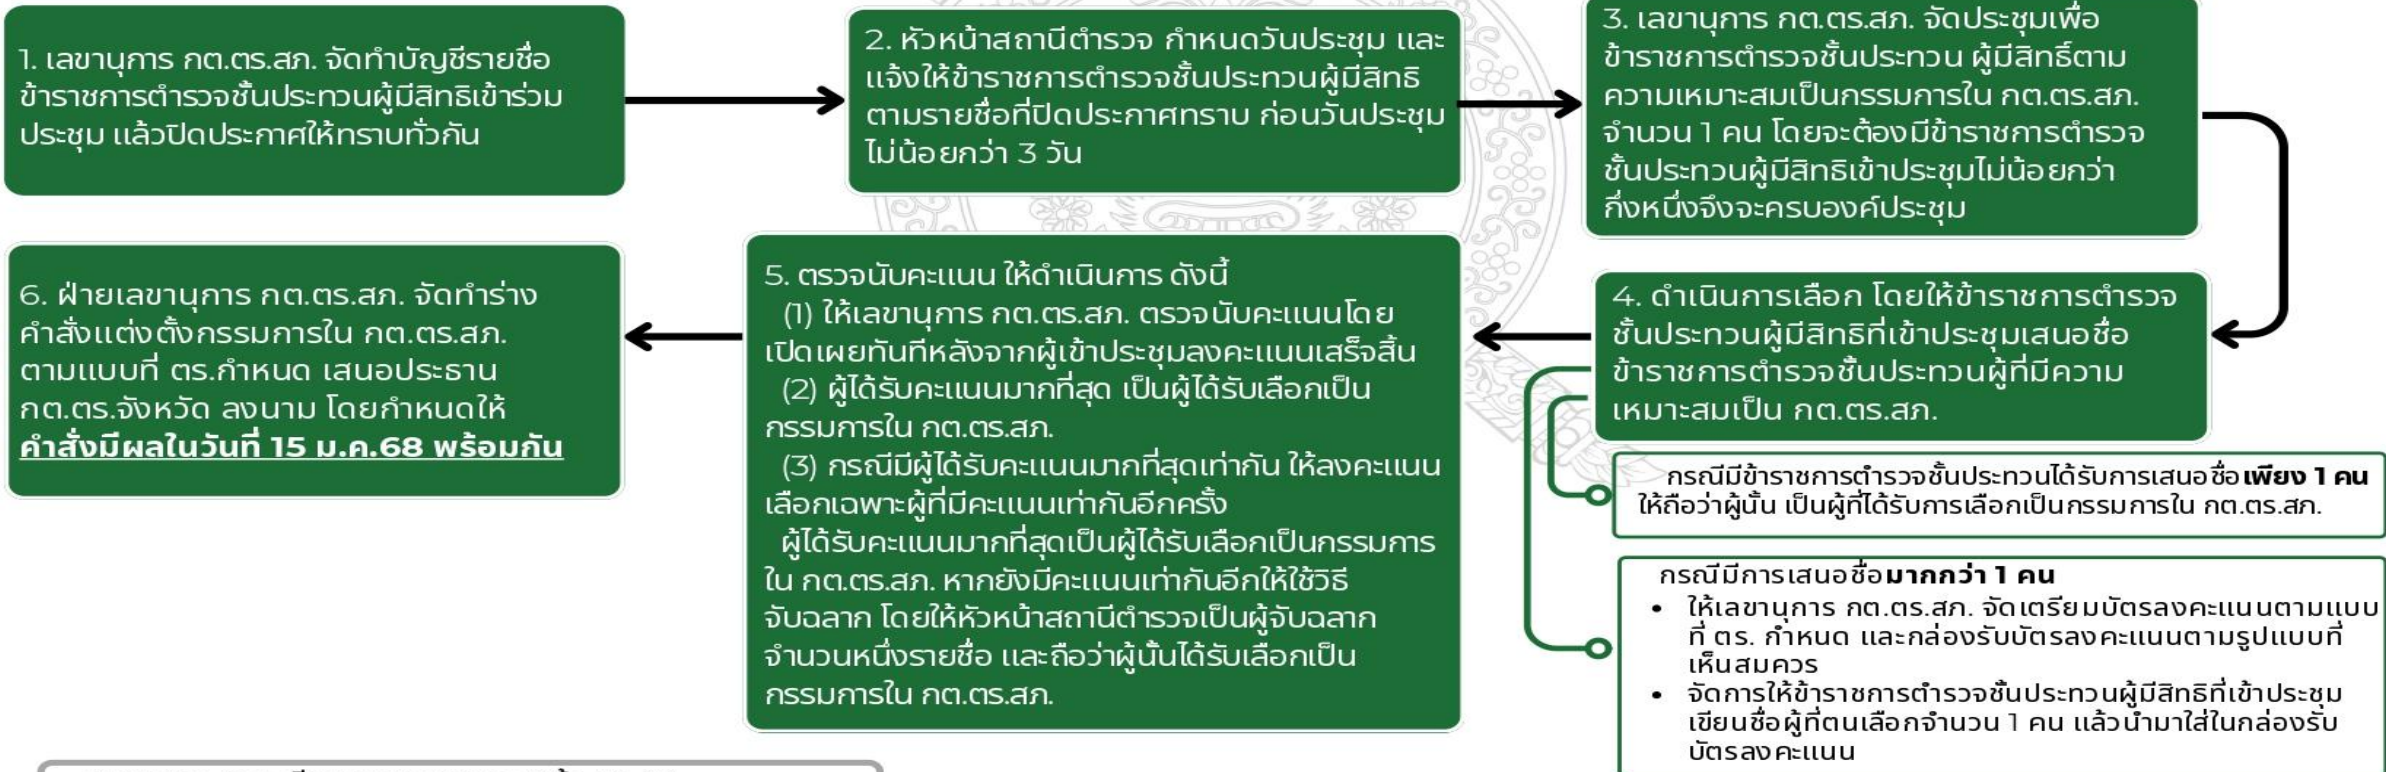 1. เลขานุการ กต.ตร.สภ. จัดทำบัญชีรายชื่อ
ข้าราชการตำรวจชั้นประทวนผู้มีสิทธิเข้าร่วม
ประชุม แล้วปิดประกาศให้ทราบทั่วกัน
2. หัวหน้าสถานีตำรวจ กำหนดวันประชุม และ
แจ้งให้ข้าราชการตำรวจชั้นประทวนผู้มีสิทธิ
ตามรายชื่อที่ปิดประกาศทราบ ก่อนวันประชุม
ไม่น้อยกว่า 3 วัน
3. เลขานุการ กต.ตร.สภ. จัดประชุมเพื่อ
ข้าราชการตำรวจชั้นประทวน ผู้มีสิทธิ์ตาม
ความเหมาะสมเป็นกรรมการใน กต.ตร.สภ.
จำนวน 1 คน โดยจะต้องมีข้าราชการตำรวจ
ชั้นประทวนผู้มีสิทธิเข้าประชุมไม่น้อยกว่า
กึ่งหนึ่งจึงจะครบองค์ประชุม
4. ดำเนินการเลือก โดยให้ข้าราชการตำรวจ
ชั้นประทวนผู้มีสิทธิที่เข้าประชุมเสนอชื่อ
ข้าราชการตำรวจชั้นประทวนผู้ที่มีความ
เหมาะสมเป็น กต.ตร.สภ.
กรณีมีข้าราชการตำรวจชั้นประทวนได้รับการเสนอชื่อเพียง 1 คน
ให้ถือว่าผู้นั้น เป็นผู้ที่ได้รับการเลือกเป็นกรรมการใน กต.ตร.สภ.
กรณีมีการเสนอชื่อมากกว่า 1 คน
• ให้เลขานุการ กต.ตร.สภ. จัดเตรียมบัตรลงคะแนนตามแบบ
ที่ ตร. กำหนด และกล่องรับบัตรลงคะแนนตามรูปแบบที่
เห็นสมควร
• จัดการให้ข้าราชการตำรวจชั้นประทวนผู้มีสิทธิที่เข้าประชุม
เขียนชื่อผู้ที่ตนเลือกจำนวน 1 คน แล้วนำมาใส่ในกล่องรับ
บัตรลงคะแนน
5. ตรวจนับคะแนน ให้ดำเนินการ ดังนี้
(1) ให้เลขานุการ กต.ตร.สภ. ตรวจนับคะแนนโดย
เปิดเผยทันทีหลังจากผู้เข้าประชุมลงคะแนนเสร็จสิ้น
(2) ผู้ได้รับคะแนนมากที่สุด เป็นผู้ได้รับเลือกเป็น
กรรมการใน กต.ตร.สภ.
(3) กรณีมีผู้ได้รับคะแนนมากที่สุดเท่ากัน ให้ลงคะแนน
เลือกเฉพาะผู้ที่มีคะแนนเท่ากันอีกครั้ง
ผู้ได้รับคะแนนมากที่สุดเป็นผู้ได้รับเลือกเป็นกรรมการ
ใน กต.ตร.สภ. หากยังมีคะแนนเท่ากันอีกให้ใช้วิธี
จับฉลาก โดยให้หัวหน้าสถานีตำรวจเป็นผู้จับฉลาก
จำนวนหนึ่งรายชื่อ และถือว่าผู้นั้นได้รับเลือกเป็น
กรรมการใน กต.ตร.สภ.
6. ฝ่ายเลขานุการ กต.ตร.สภ. จัดทำร่าง
คำสั่งแต่งตั้งกรรมการใน กต.ตร.สภ.
ตามแบบที่ ตร.กำหนด เสนอประธาน
กต.ตร.จังหวัด ลงนาม โดยกำหนดให้
คำสั่งมีผลในวันที่ 15 ม.ค.68 พร้อมกัน